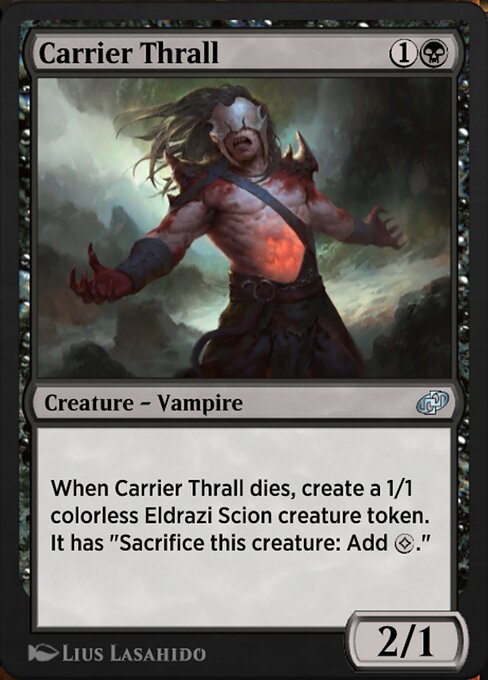 Carrier Thrall 1
Creature – Vampire
When Carrier Thrall dies, create a 1/1
colorless Eldrazi Scion creature token.
It has "Sacrifice this creature: Add ."
2/1
Lius Lasahido